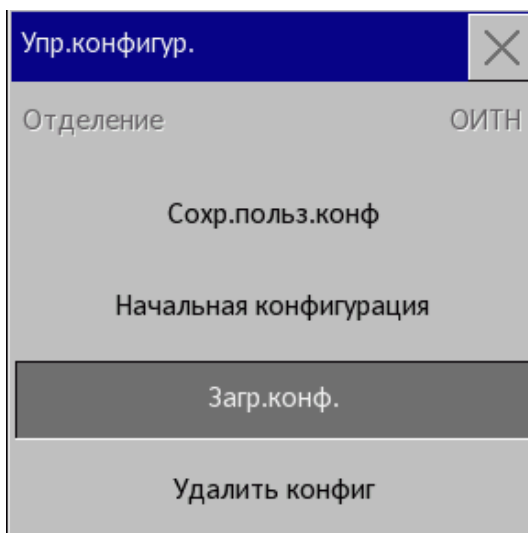 Упр.конфигур.
Отделение ОИТН
Сохр.польз.конф
Начальная конфигурация
Загр.конф.
Удалить конфиг